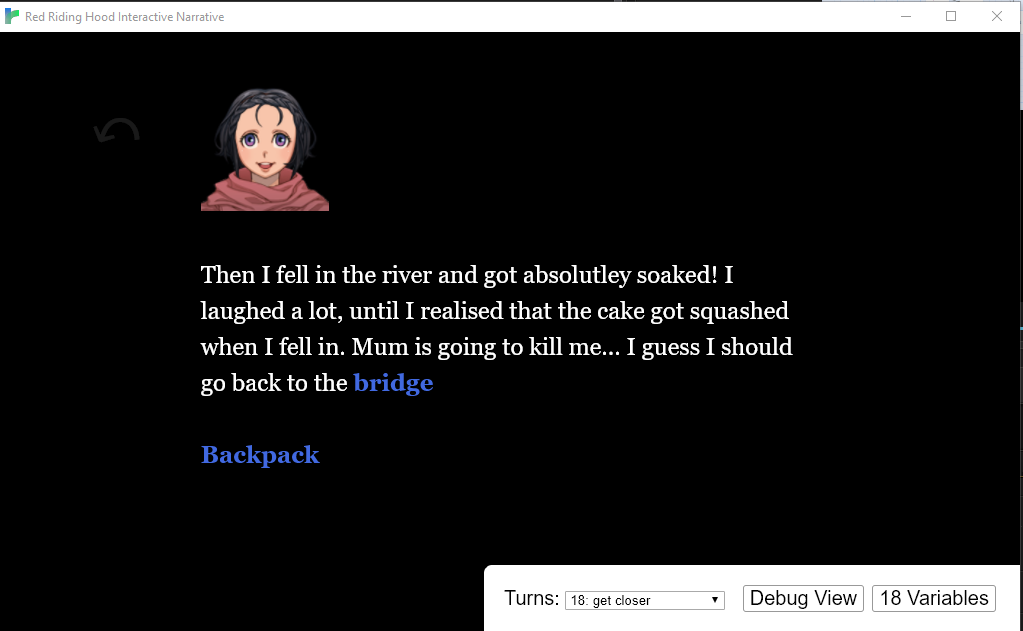 Red Riding Hood Interactive Narrative
Then I fell in the river and got absolutley soaked! I
laughed a lot, until I realised that the cake got squashed
when I fell in. Mum is going to kill me... I guess I should
go back to the bridge
Backpack
Turns: 18: get closer Debug View 18 Variables